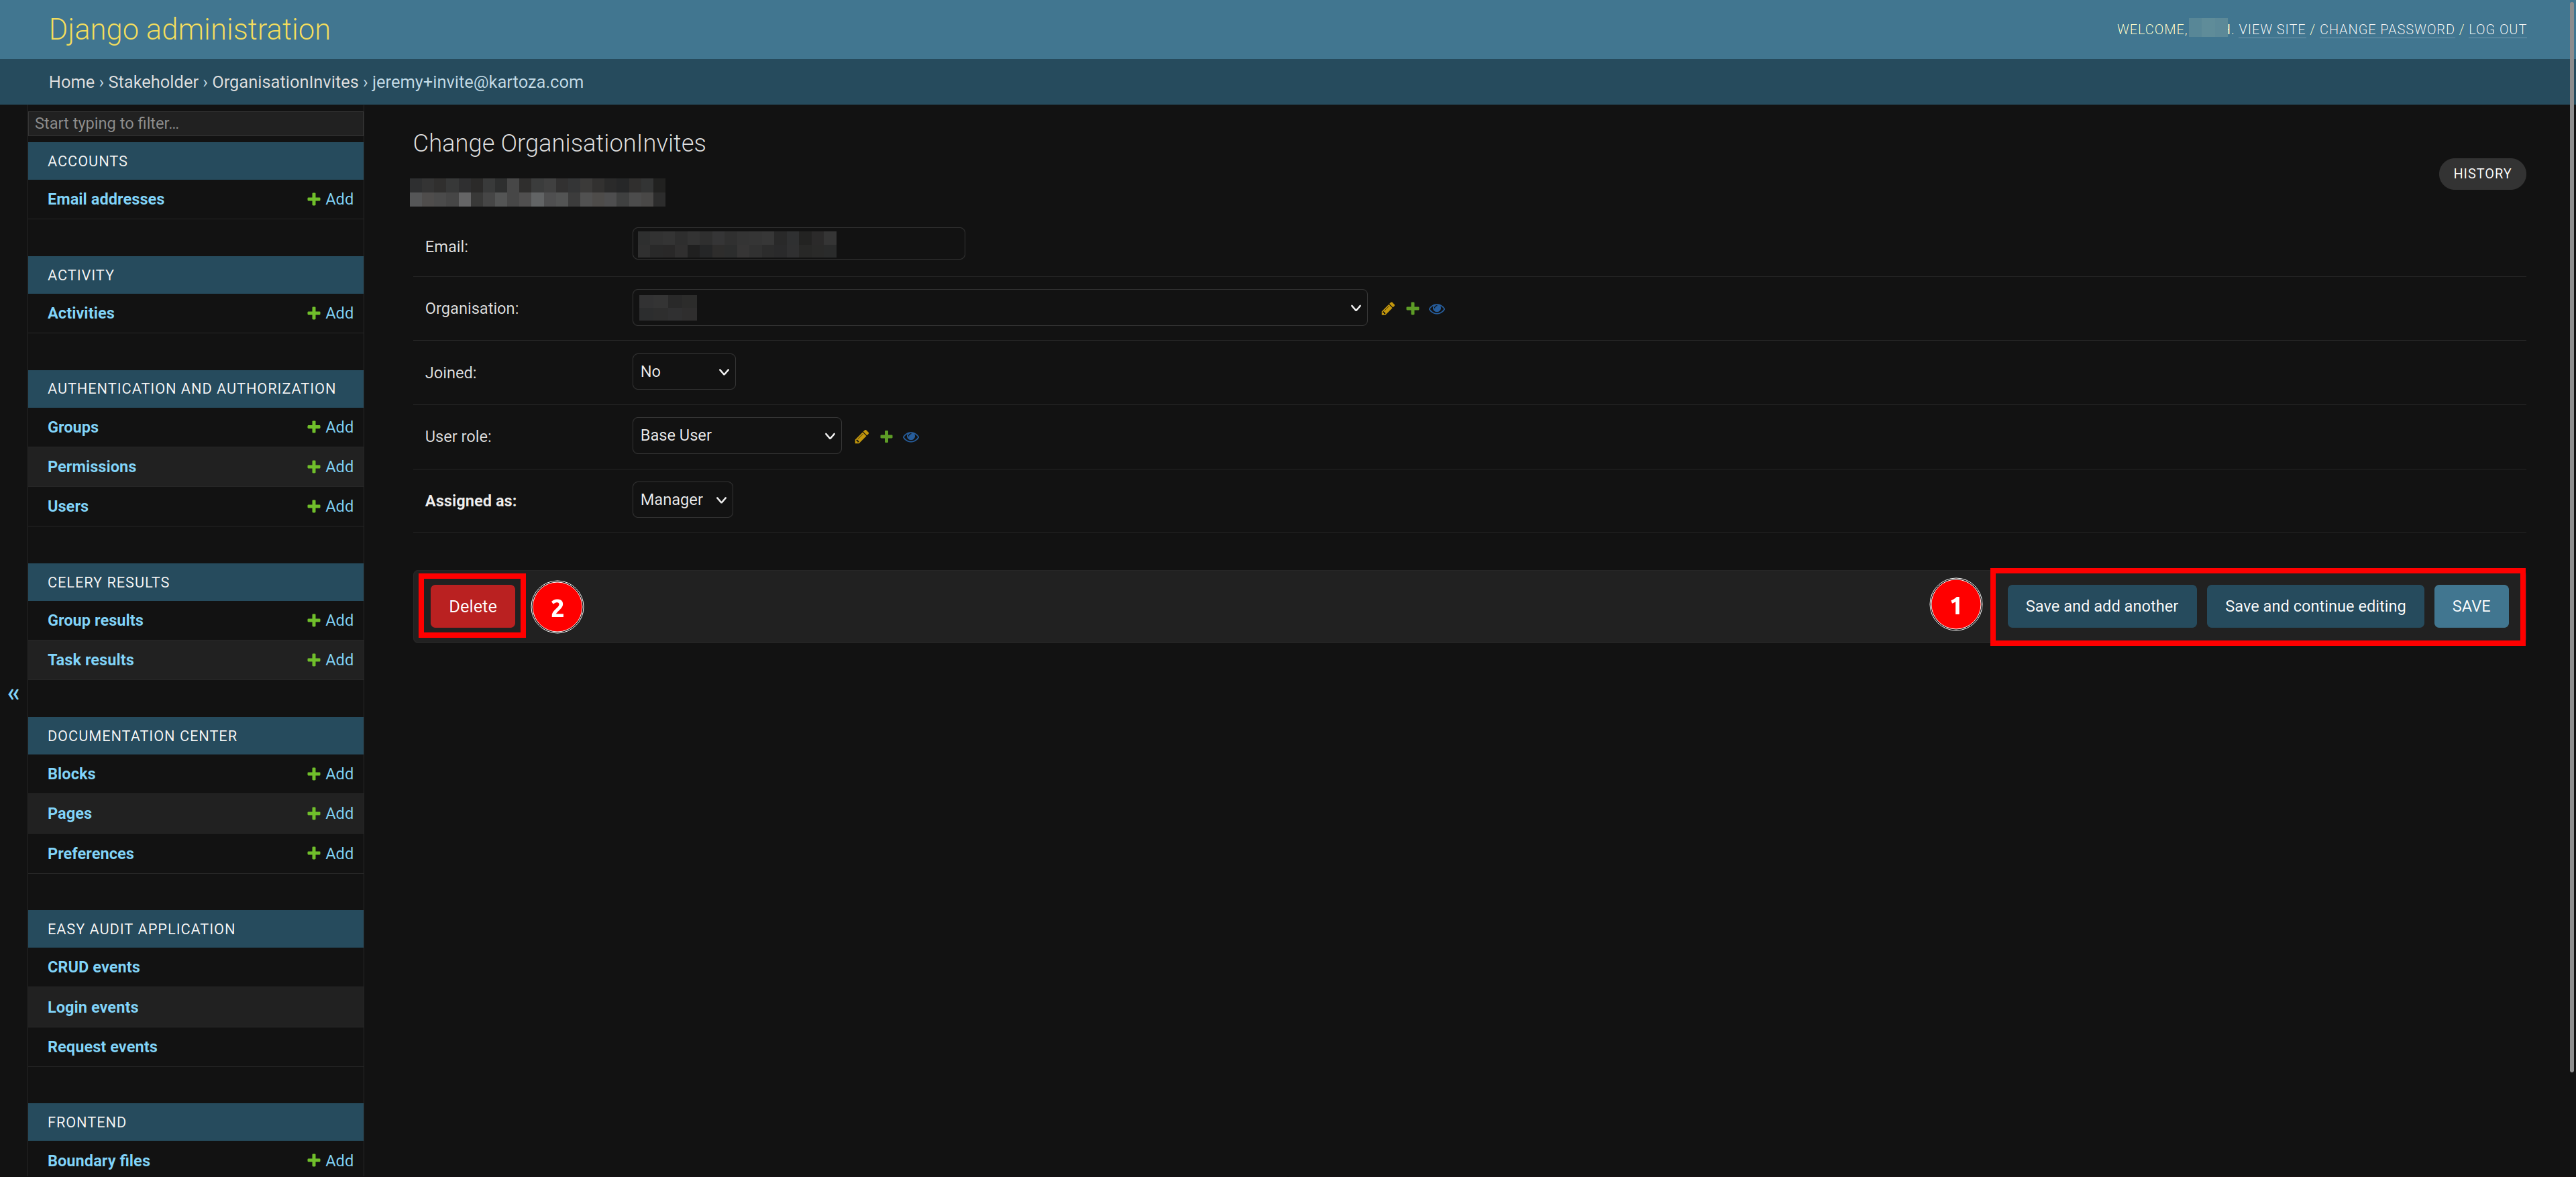 Django administration
WELCOME, I. VIEW SITE / CHANGE PASSWORD / LOG OUT
Home › Stakeholder › OrganisationInvites › jeremy+invite@kartoza.com
Start typing to filter...
ACCOUNTS
Email addresses + Add
ACTIVITY
Activities + Add
AUTHENTICATION AND AUTHORIZATION
Groups + Add
Permissions + Add
Users + Add
CELERY RESULTS
Group results + Add
Task results + Add
«
DOCUMENTATION CENTER
Blocks + Add
Pages + Add
Preferences + Add
EASY AUDIT APPLICATION
CRUD events
Login events
Request events
FRONTEND
Boundary files + Add
Change OrganisationInvites
HISTORY
Email:
Organisation:
Joined: No
User role: Base User
Assigned as: Manager
Delete 2 1 Save and add another Save and continue editing SAVE